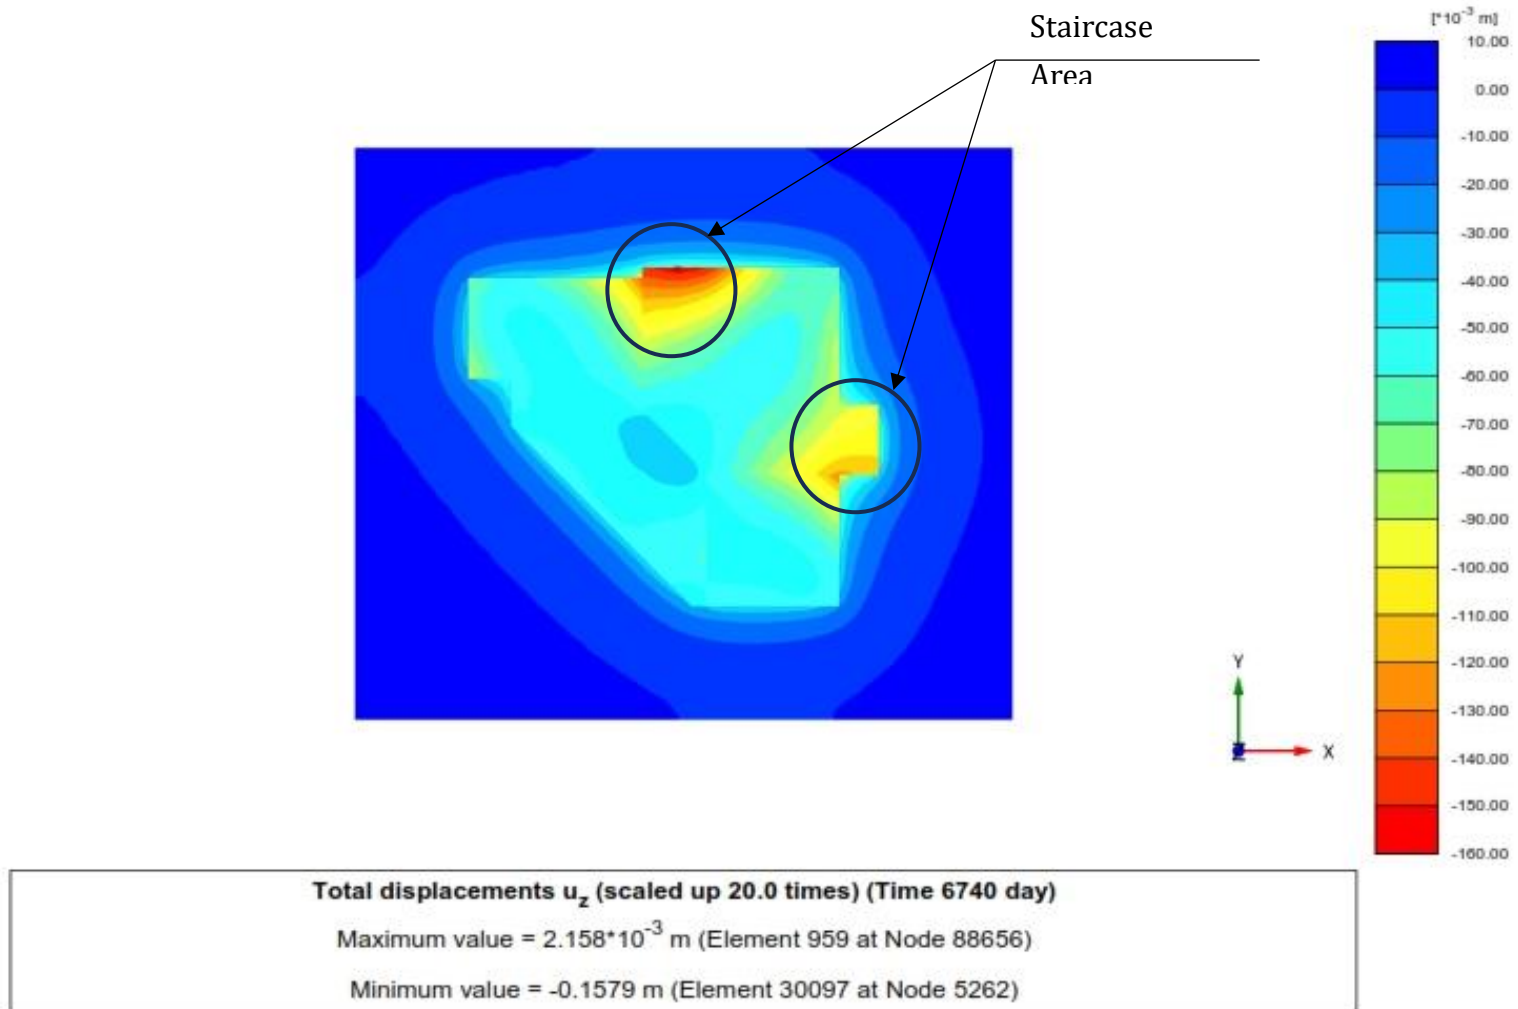 Staircase
Area
[*10⁻³ m]
10.00
0.00
-10.00
-20.00
-30.00
-40.00
-50.00
-60.00
-70.00
-80.00
-90.00
-100.00
-110.00
-120.00
-130.00
-140.00
-150.00
-160.00
Y
X
Z
Total displacements u_z (scaled up 20.0 times) (Time 6740 day)
Maximum value = 2.158*10⁻³ m (Element 959 at Node 88656)
Minimum value = -0.1579 m (Element 30097 at Node 5262)